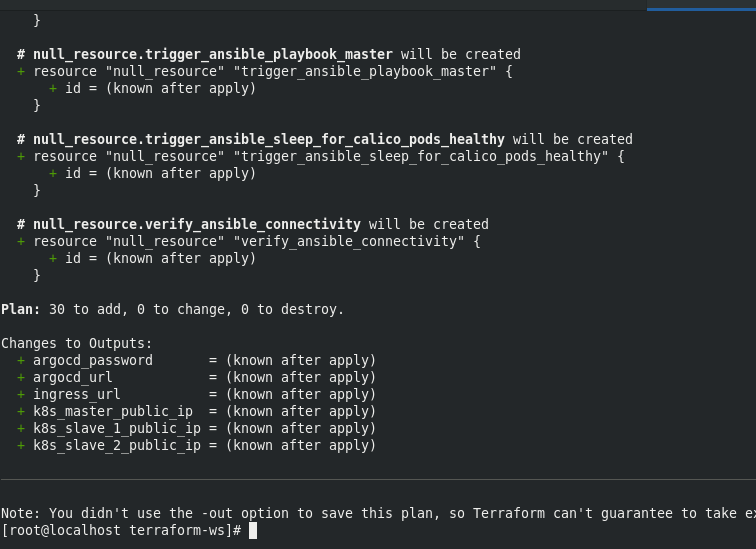 }

  # null_resource.trigger_ansible_playbook_master will be created
  + resource "null_resource" "trigger_ansible_playbook_master" {
      + id = (known after apply)
    }

  # null_resource.trigger_ansible_sleep_for_calico_pods_healthy will be created
  + resource "null_resource" "trigger_ansible_sleep_for_calico_pods_healthy" {
      + id = (known after apply)
    }

  # null_resource.verify_ansible_connectivity will be created
  + resource "null_resource" "verify_ansible_connectivity" {
      + id = (known after apply)
    }

Plan: 30 to add, 0 to change, 0 to destroy.

Changes to Outputs:
  + argocd_password       = (known after apply)
  + argocd_url            = (known after apply)
  + ingress_url           = (known after apply)
  + k8s_master_public_ip  = (known after apply)
  + k8s_slave_1_public_ip = (known after apply)
  + k8s_slave_2_public_ip = (known after apply)

Note: You didn't use the -out option to save this plan, so Terraform can't guarantee to take
[root@localhost terraform-ws]#